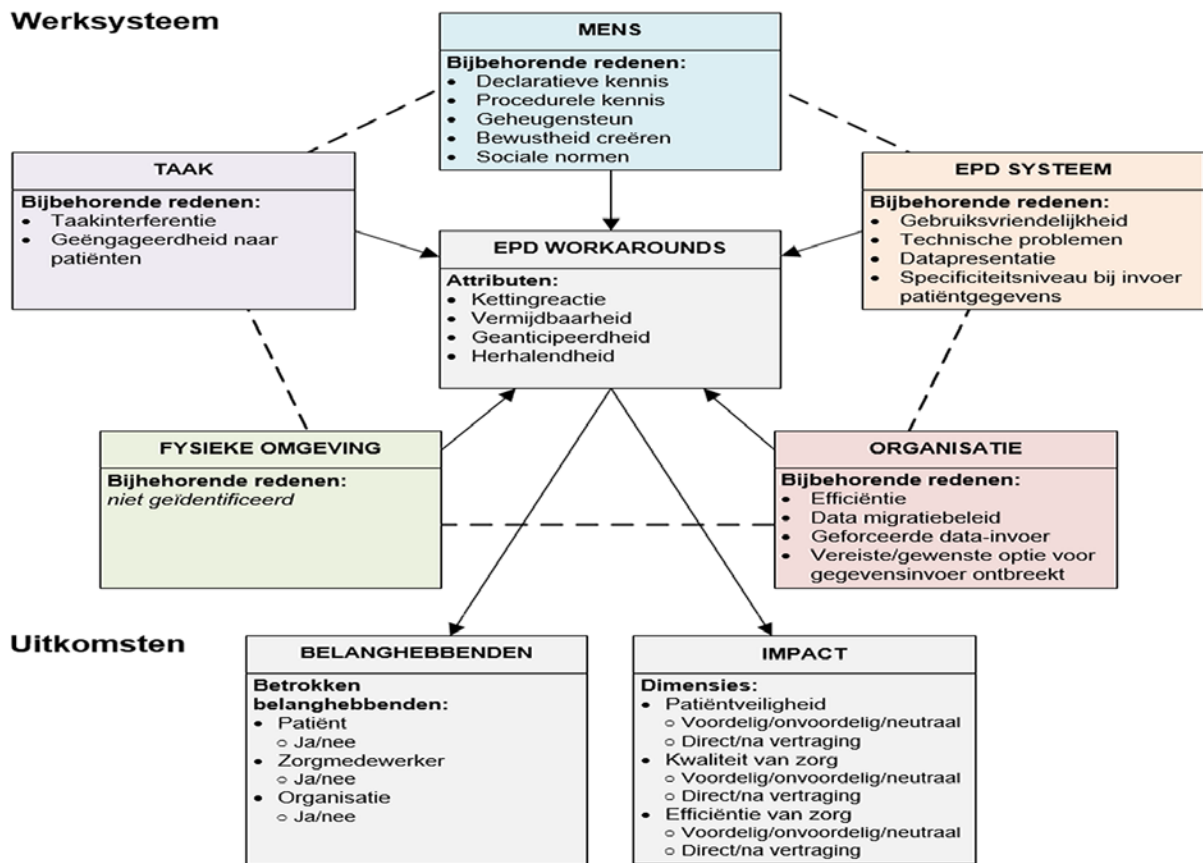 Werksysteem
MENS
Bijbehorende redenen:
• Declaratieve kennis
• Procedurele kennis
• Geheugensteun
• Bewustheid creëren
• Sociale normen
TAAK
Bijbehorende redenen:
• Taakinterferentie
• Geëngageerdheid naar
patiënten
EPD SYSTEEM
Bijbehorende redenen:
• Gebruiksvriendelijkheid
• Technische problemen
• Datapresentatie
• Specificiteitsniveau bij invoer
patiëntgegevens
EPD WORKAROUNDS
Attributen:
• Kettingreactie
• Vermijdbaarheid
• Geanticipeerdheid
• Herhalendheid
FYSIEKE OMGEVING
Bijhehorende redenen:
niet geïdentificeerd
ORGANISATIE
Bijbehorende redenen:
• Efficiëntie
• Data migratiebeleid
• Geforceerde data-invoer
• Vereiste/gewenste optie voor
gegevensinvoer ontbreekt
Uitkomsten
BELANGHEBBENDEN
Betrokken
belanghebbenden:
• Patiënt
o Ja/nee
• Zorgmedewerker
o Ja/nee
• Organisatie
o Ja/nee
IMPACT
Dimensies:
• Patiëntveiligheid
o Voordelig/onvoordelig/neutraal
o Direct/na vertraging
• Kwaliteit van zorg
o Voordelig/onvoordelig/neutraal
o Direct/na vertraging
• Efficiëntie van zorg
o Voordelig/onvoordelig/neutraal
o Direct/na vertraging